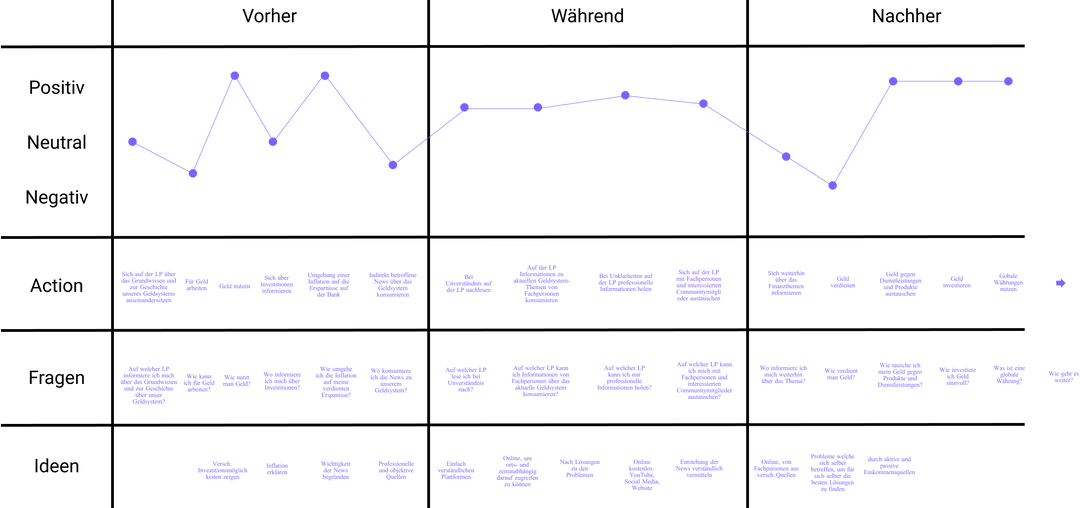 Vorher
Während
Nachher
Positiv
Neutral
Negativ
Action
Sich auf der LP über
das Grundwissen und
zur Geschichte
unseres Geldsystems
auseinandersetzen
Für Geld
arbeiten
Geld nutzen
Sich über
Investitionen
informieren
Umgehung einer
Inflation auf die
Ersparnisse auf
der Bank
Indirekt betroffene
News über das
Geldsystem
konsumieren
Bei
Unverständnis auf
der LP nachlesen
Auf der LP
Informationen zu
aktuellen Geldsystem-
Themen von
Fachpersonen
konsumieren
Bei Unklarheiten auf
der LP professionelle
Informationen holen
Sich auf der LP
mit Fachpersonen
und interessierten
Communitymitgli
eder austauschen
Sich weiterhin
über das
Finanzthemen
informieren
Geld
verdienen
Geld gegen
Dienstleistungen
und Produkte
austauschen
Geld
investieren
Gobale
Währungen
nutzen
Fragen
Auf welcher LP
informiere ich mich
über das Grundwissen
und zur Geschichte
über unser
Geldsystem?
Wie kann
ich für Geld
arbeiten?
Wie nutzt
man Geld?
Wo informiere
ich mich über
Investitionen?
Wie umgehe
ich die Inflation
auf meine
verdienten
Ersparnisse?
Wo konsumiere
ich die News zu
unserem
Geldsystem?
Auf welcher LP
lese ich bei
Unverständnis
nach?
Auf welcher LP kann
ich Informationen von
Fachpersonen über das
aktuelle Geldsystem
konsumieren?
Auf welcher LP
kann ich mir
professionelle
Informationen holen?
Auf welcher LP kann
ich mich mit
Fachpersonen und
interessierten
Communitymitglieder
austauschen?
Wo informiere ich
mich weiterhin
über das Thema?
Wie verdient
man Geld?
Wie tausche ich
mein Geld gegen
Produkte und
Dienstleistungen?
Wie investiere
ich Geld
sinnvoll?
Was ist eine
globale
Währung?
Wie geht es
weiter?
Ideen
Versch.
Investitionsmöglich
keiten zeigen
Inflation
erklären
Wichtigkeit
der News
begründen
Professionelle
und objektive
Quellen
Einfach
verständlichen
Plattformen
Online, um
orts- und
zeitunabhängig
darauf zugreifen
zu können
Nach Lösungen
zu den
Problemen
Online
kostenlos:
YouTube,
Social Media,
Website
Entstehung der
News verständlich
vermitteln
Online, von
Fachpersonen aus
versch. Quellen
Probleme welche
sich selber
betreffen, um für
sich selber die
besten Lösungen
zu finden
durch aktive und
passive
Einkommensquellen